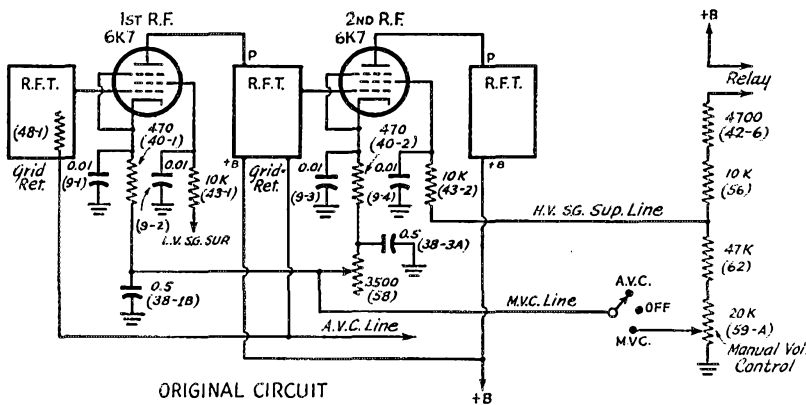 1ST R.F.
6K7
2ND R.F.
6K7
+B
P
P
Relay
R.F.T.
R.F.T.
R.F.T.
(48-1)
470
(40-1)
470
(40-2)
4700
(42-6)
Grid
Ret.
0.01
(9-1)
0.01
(9-2)
10K
(43-1)
+B
Grid
Ret.
0.01
(9-3)
0.01
(9-4)
10K
(43-2)
+B
10K
(56)
L.V. S.G. SUP.
H.V. S.G. Sup. Line
0.5
(38-3A)
47K
(62)
0.5
(38-1B)
3500
(58)
M.V.C. Line
A.V.C.
OFF
M.V.C.
20K
(59-A)
Manual Vol.
Control
A.V.C. Line
ORIGINAL CIRCUIT
+B